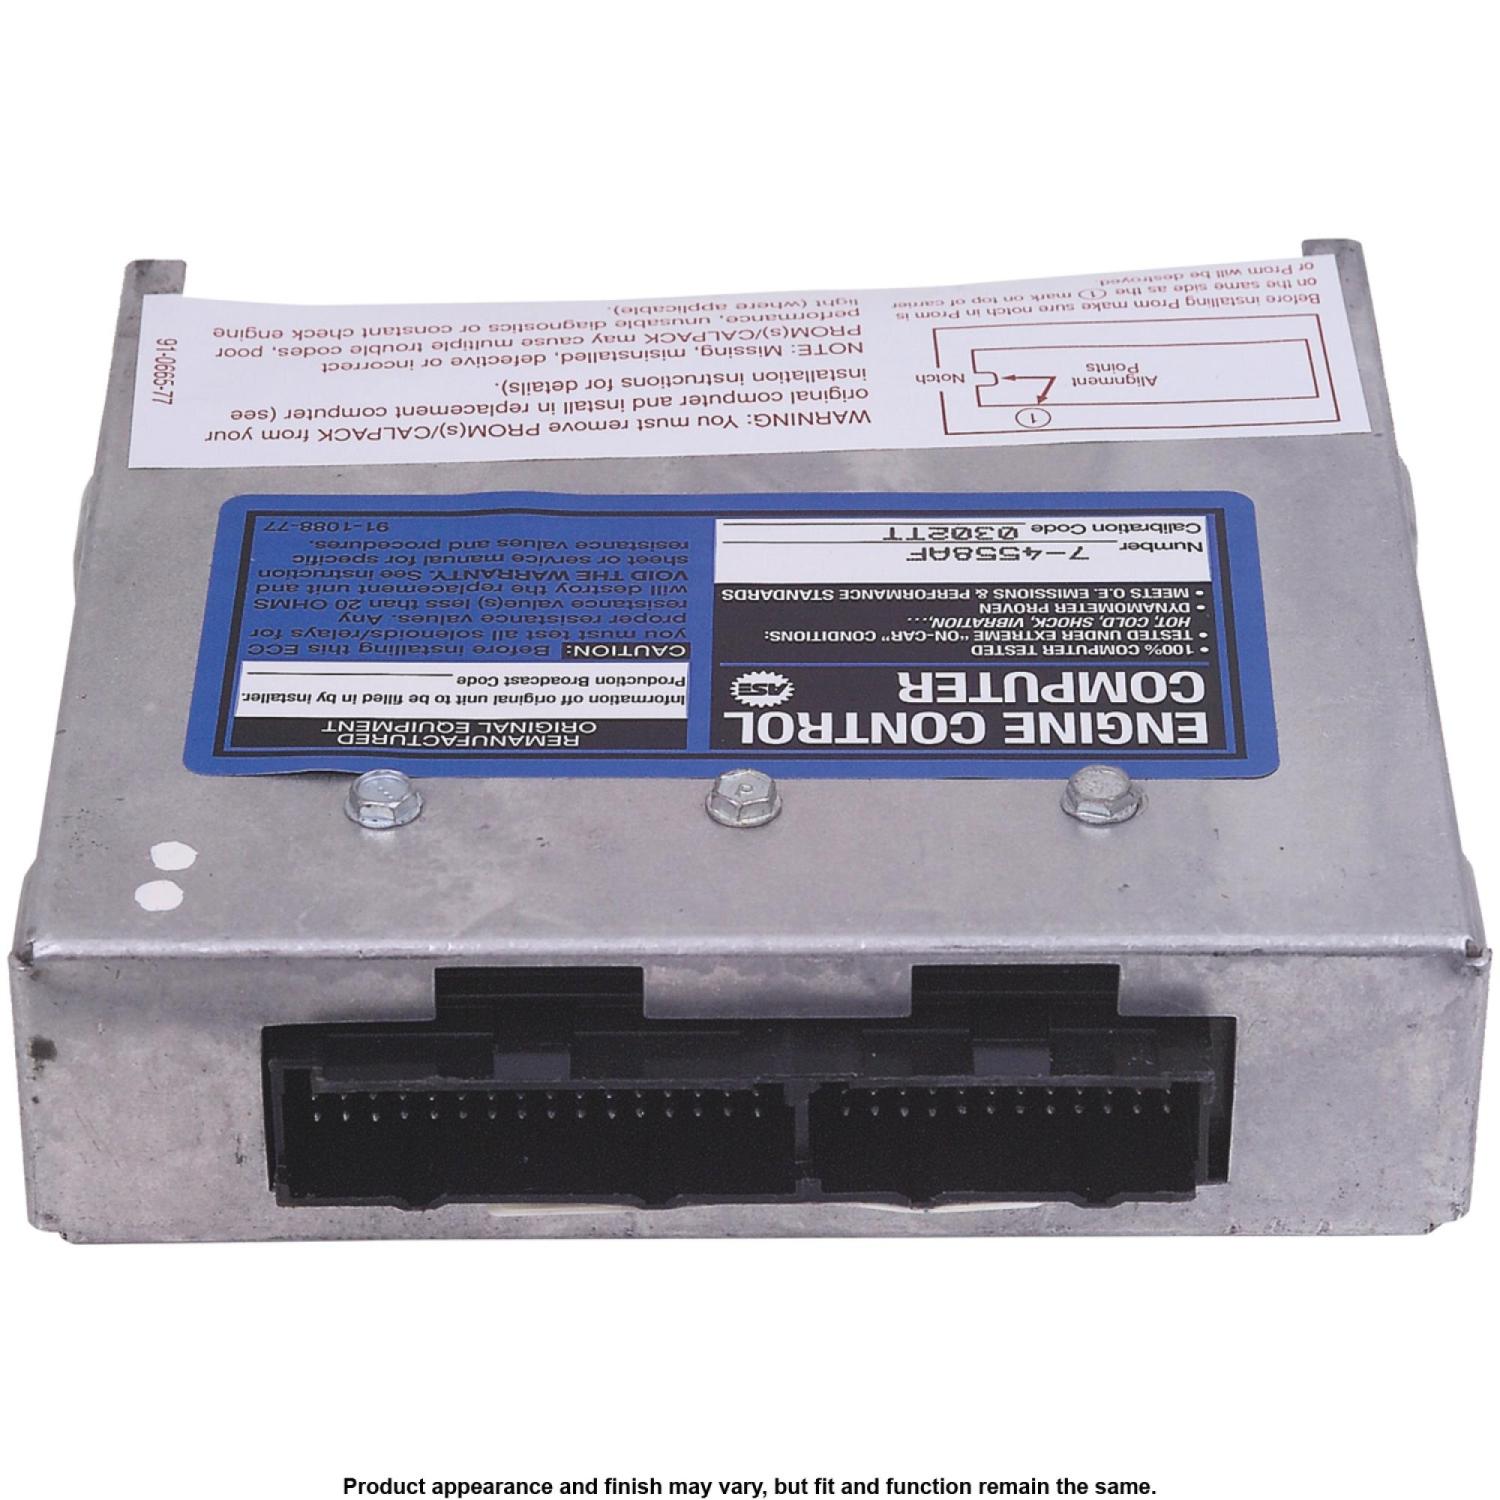 WARNING: You must remove PROM(s)/CALPACK from your
original computer and install in replacement computer (see
installation instructions for details).
NOTE: Missing, misinstalled, defective or incorrect
PROM(s)/CALPACK may cause multiple trouble codes, poor
performance, unusable diagnostics or constant check engine
light (where applicable).
91-0665-77
1
Alignment
Points
Notch
Before installing Prom make sure notch in Prom is
on the same side as the 1 mark on top of carrier
or Prom will be destroyed.
ENGINE CONTROL
COMPUTER
ASE
• 100% COMPUTER TESTED
• TESTED UNDER EXTREME "ON-CAR" CONDITIONS:
HOT, COLD, SHOCK, VIBRATION,...
• DYNAMOMETER PROVEN
• MEETS O.E. EMISSIONS & PERFORMANCE STANDARDS
Number 7-4558AF
Calibration Code 0302TT
REMANUFACTURED
ORIGINAL EQUIPMENT
Information off original unit to be filled in by installer.
Production Broadcast Code
CAUTION: Before installing this ECC
you must test all solenoids/relays for
proper resistance values. Any
resistance value(s) less than 20 OHMS
will destroy the replacement unit and
VOID THE WARRANTY. See instruction
sheet or service manual for specific
resistance values and procedures.
91-1088-77
P
Product appearance and finish may vary, but fit and function remain the same.